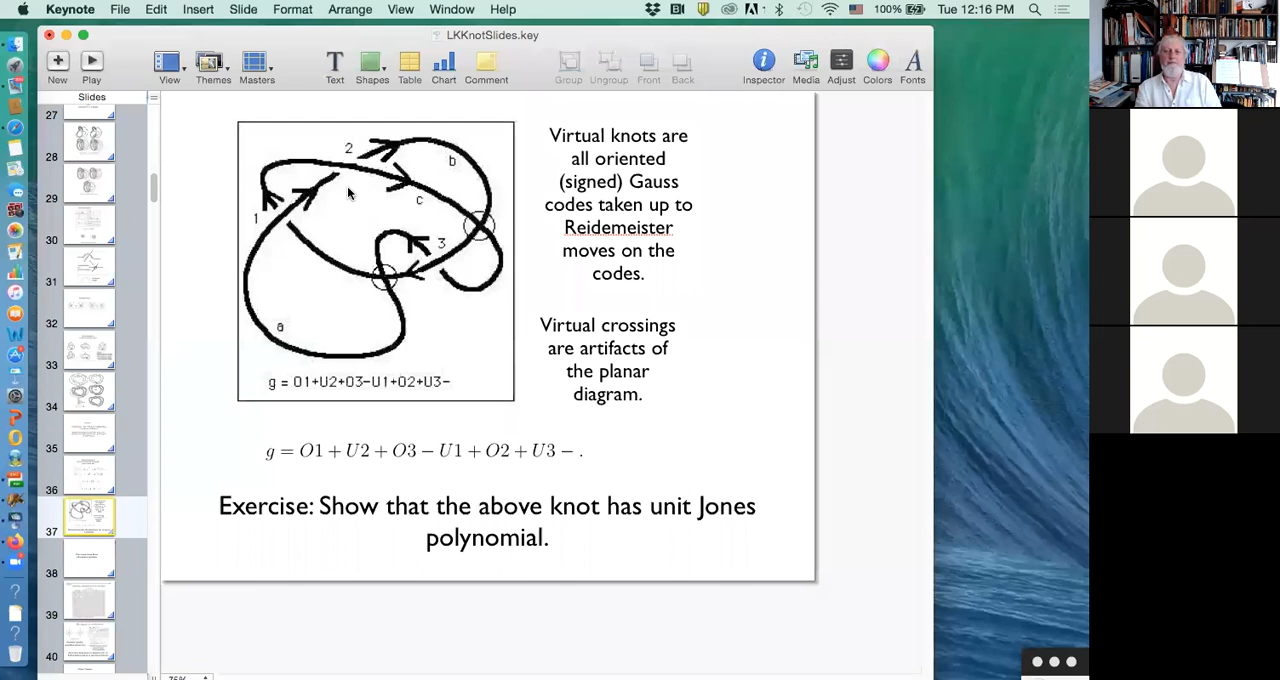 Keynote File Edit Insert Slide Format Arrange View Window Help 100% Tue 12:16 PM
LKKnotSlides.key
New Play View Themes Masters Text Shapes Table Chart Comment Group Ungroup Front Back Inspector Media Adjust Colors Fonts
Slides
27
28
29
30
31
32
33
34
35
36
37
38
39
40
2
b
1
c
3
a
g = O1+U2+O3-U1+O2+U3-
Virtual knots are
all oriented
(signed) Gauss
codes taken up to
Reidemeister
moves on the
codes.
Virtual crossings
are artifacts of
the planar
diagram.
g = O1 + U2 + O3 − U1 + O2 + U3 − .
Exercise: Show that the above knot has unit Jones
polynomial.